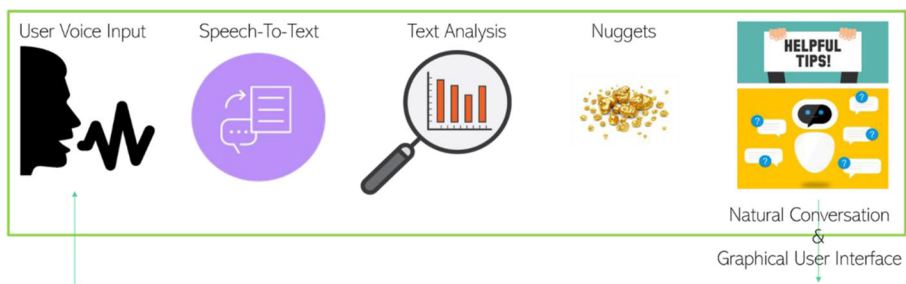 User Voice Input
Speech-To-Text
Text Analysis
Nuggets
HELPFUL
TIPS!
?
?
?
?
?
Natural Conversation
&
Graphical User Interface